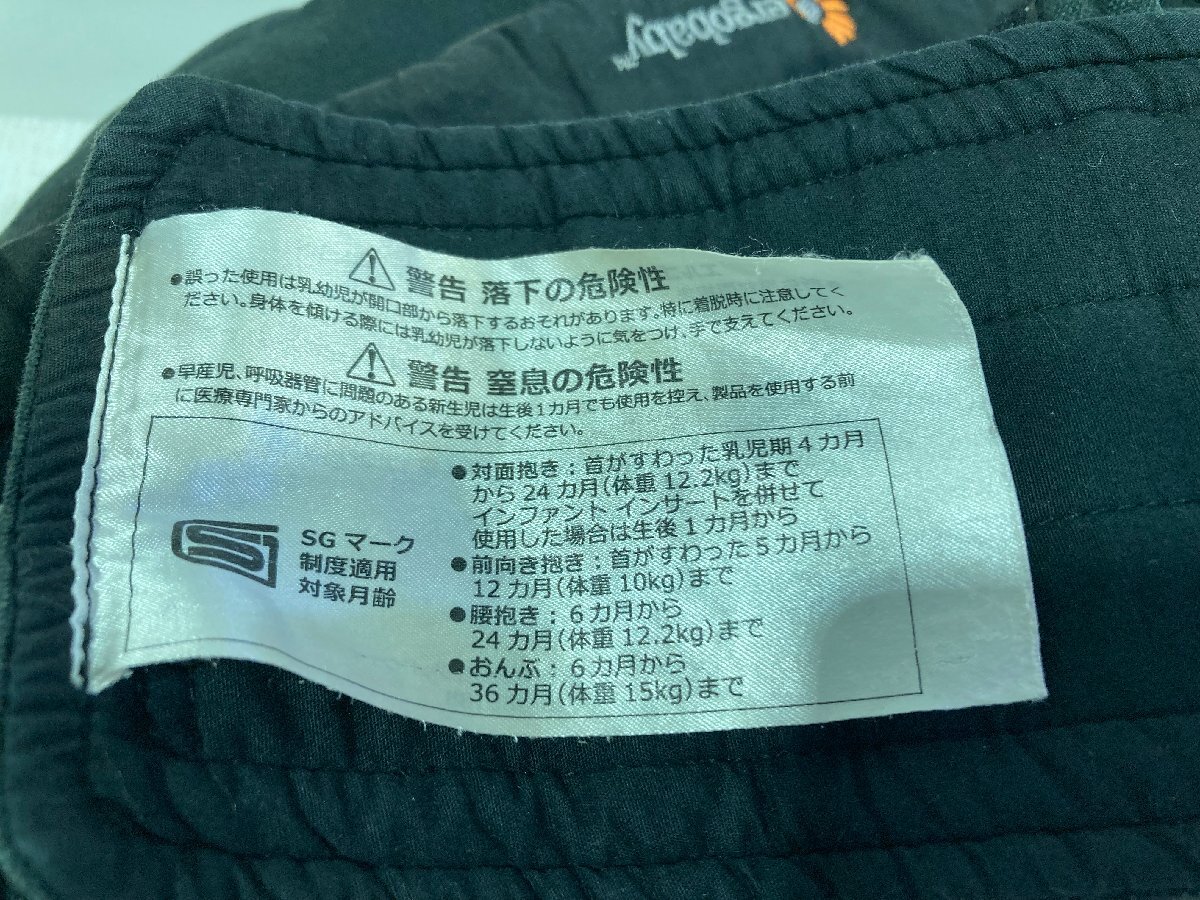 ergobaby™
⚠ 警告 落下の危険性
●誤った使用は乳幼児が開口部から落下するおそれがあります。特に着脱時に注意してく
ださい。身体を傾ける際には乳幼児が落下しないように気をつけ、手で支えてください。
⚠ 警告 窒息の危険性
●早産児、呼吸器管に問題のある新生児は生後1カ月でも使用を控え、製品を使用する前
に医療専門家からのアドバイスを受けてください。
SG マーク
制度適用
対象月齢
●対面抱き:首がすわった乳児期4カ月
から24カ月(体重12.2kg)まで
インファント インサートを併せて
使用した場合は生後1カ月から
●前向き抱き:首がすわった5カ月から
12カ月(体重10kg)まで
●腰抱き:6カ月から
24カ月(体重12.2kg)まで
●おんぶ:6カ月から
36カ月(体重15kg)まで